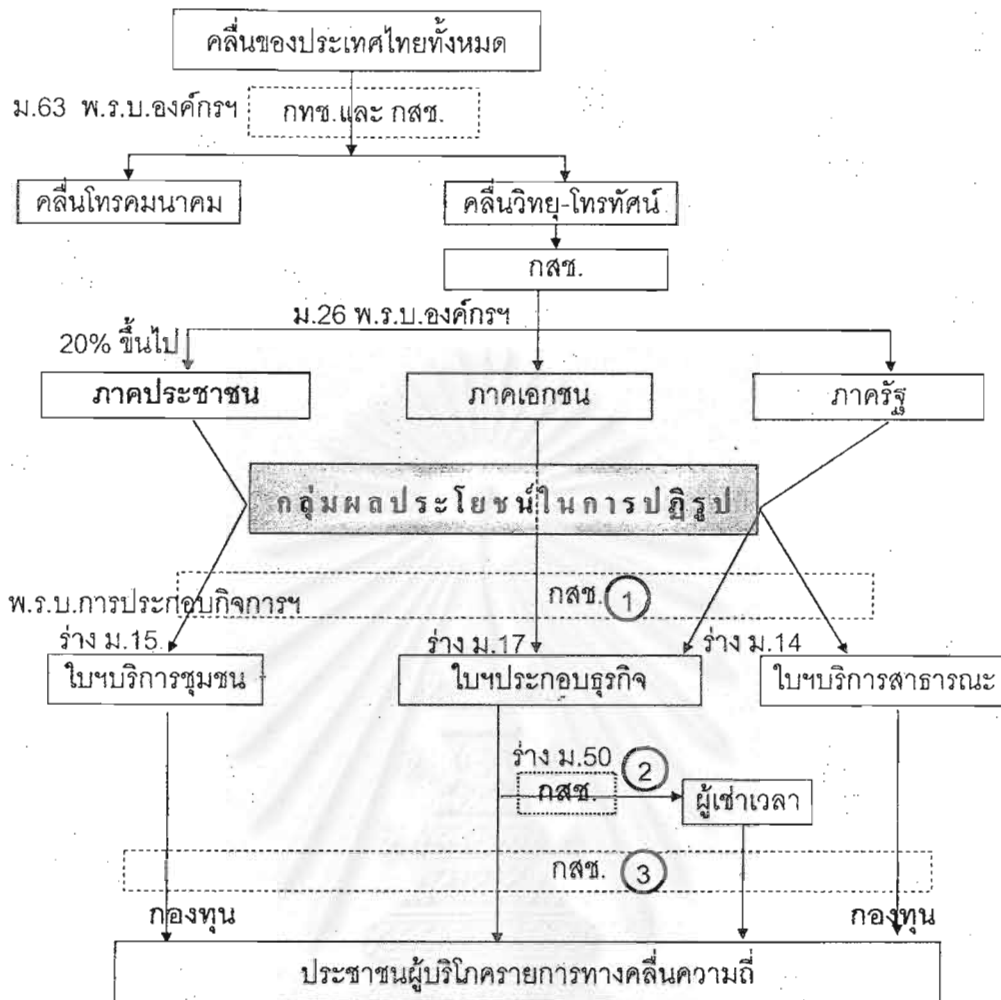 คลื่นของประเทศไทยทั้งหมด
ม.63 พ.ร.บ.องค์กรฯ
กทช.และ กสช.
คลื่นโทรคมนาคม
คลื่นวิทยุ-โทรทัศน์
กสช.
ม.26 พ.ร.บ.องค์กรฯ
20% ขึ้นไป
ภาคประชาชน
ภาคเอกชน
ภาครัฐ
กลุ่มผลประโยชน์ในการปฏิรูป
กสช. 1
พ.ร.บ.การประกอบกิจการฯ
ร่าง ม.15
ร่าง ม.17
ร่าง ม.14
ใบฯบริการชุมชน
ใบฯประกอบธุรกิจ
ใบฯบริการสาธารณะ
ร่าง ม.50 2
กสช.
ผู้เช่าเวลา
กสช. 3
กองทุน
กองทุน
ประชาชนผู้บริโภครายการทางคลื่นความถี่